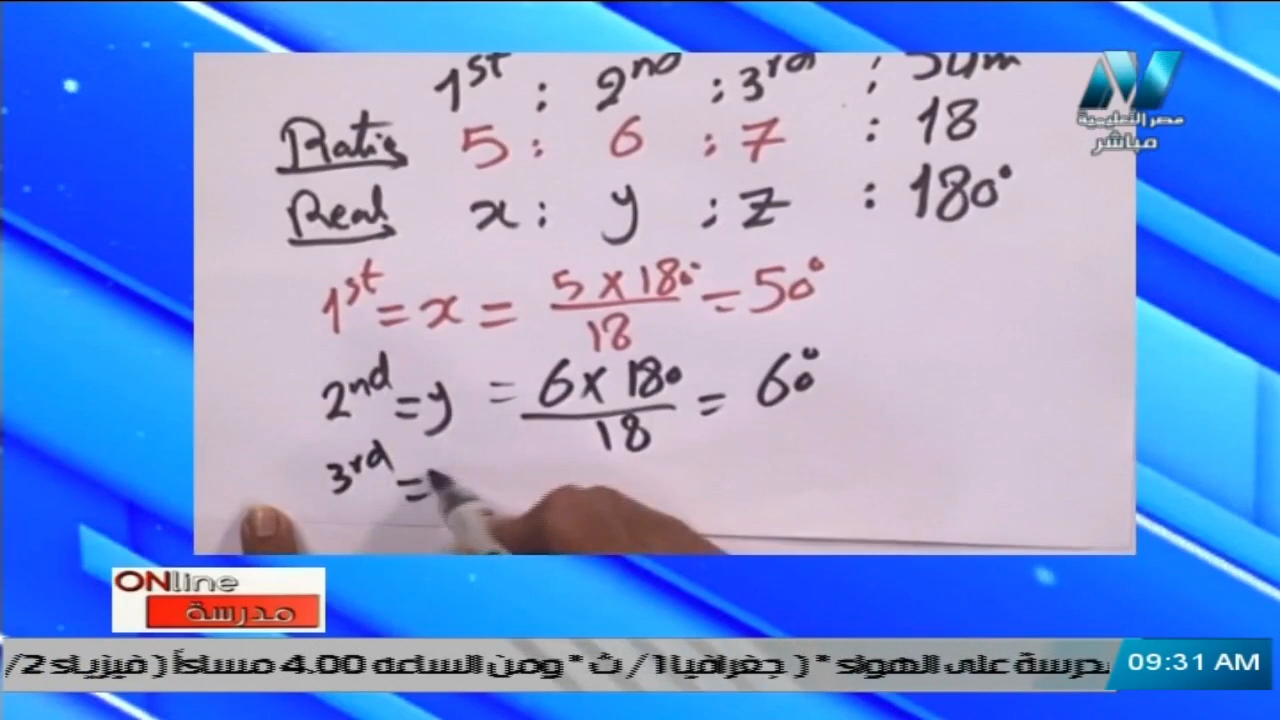 1st : 2nd : 3rd : Sum
Ratio 5 : 6 : 7 : 18
Real x : y : z : 180°
1st = x = 5 × 180° / 18 = 50°
2nd = y = 6 × 180 / 18 = 60°
3rd =
مصر التعليمية
مباشر
ONline
مدرسة
مدرسة على الهواء " ( جغرافيا 1/ ث " ومن الساعه 4.00 مساءاً ( فيزياء 2/
09:31 AM